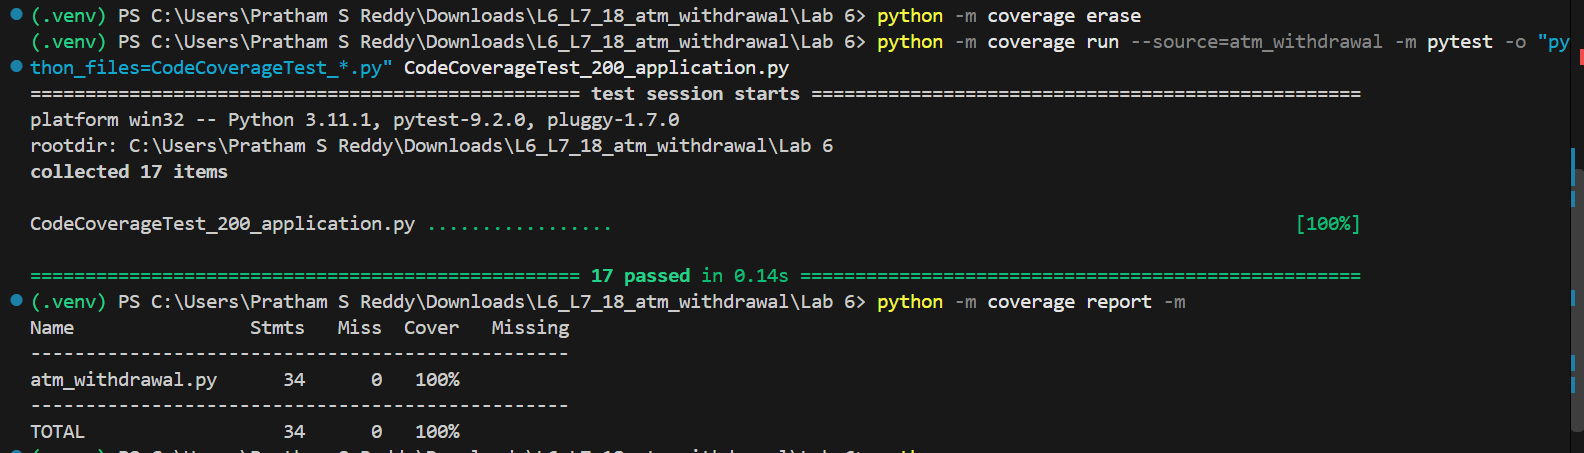 (.venv) PS C:\Users\Pratham S Reddy\Downloads\L6_L7_18_atm_withdrawal\Lab 6> python -m coverage erase
(.venv) PS C:\Users\Pratham S Reddy\Downloads\L6_L7_18_atm_withdrawal\Lab 6> python -m coverage run --source=atm_withdrawal -m pytest -o "py
thon_files=CodeCoverageTest_*.py" CodeCoverageTest_200_application.py
================================================== test session starts ==================================================
platform win32 -- Python 3.11.1, pytest-9.2.0, pluggy-1.7.0
rootdir: C:\Users\Pratham S Reddy\Downloads\L6_L7_18_atm_withdrawal\Lab 6
collected 17 items
CodeCoverageTest_200_application.py ................. [100%]
================================================== 17 passed in 0.14s ===================================================
(.venv) PS C:\Users\Pratham S Reddy\Downloads\L6_L7_18_atm_withdrawal\Lab 6> python -m coverage report -m
Name Stmts Miss Cover Missing
-------------------------------------------------
atm_withdrawal.py 34 0 100%
-------------------------------------------------
TOTAL 34 0 100%